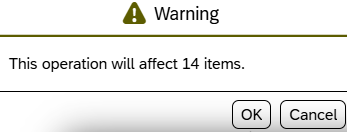 Warning
This operation will affect 14 items.
OK Cancel